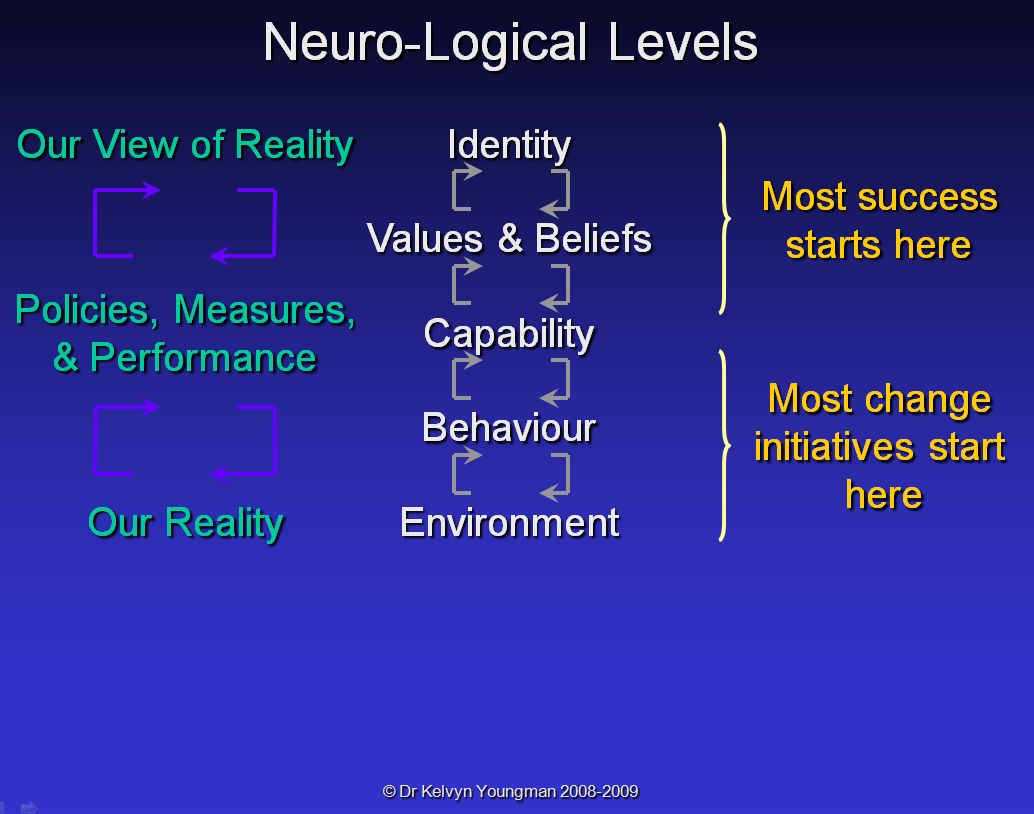 Neuro-Logical Levels
Our View of Reality
Policies, Measures,
& Performance
Our Reality
Identity
Values & Beliefs
Capability
Behaviour
Environment
Most success
starts here
Most change
initiatives start
here
© Dr Kelvyn Youngman 2008-2009